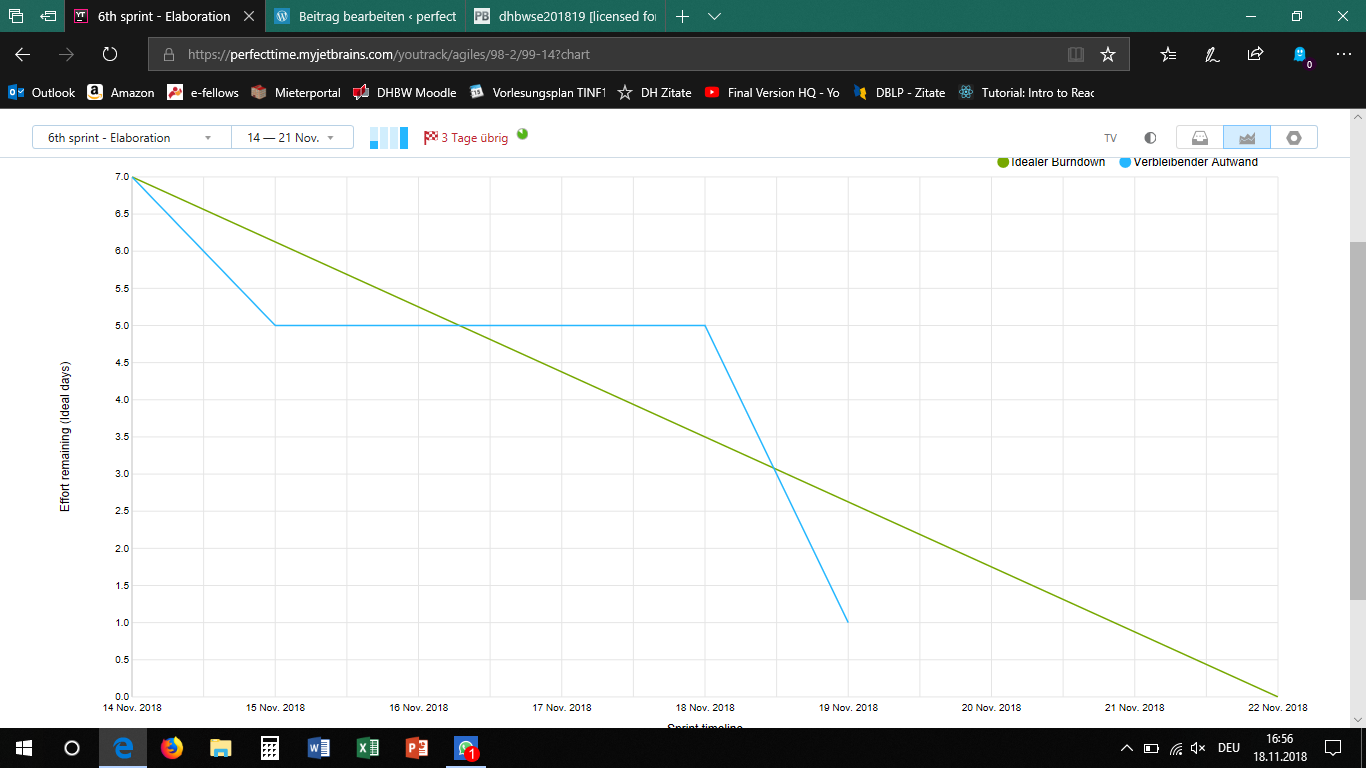 6th sprint - Elaboration
Beitrag bearbeiten ‹ perfect
dhbwse201819 [licensed for
https://perfecttime.myjetbrains.com/youtrack/agiles/98-2/99-14?chart
0
Outlook Amazon e-fellows Mieterportal DHBW Moodle Vorlesungsplan TINF1 DH Zitate Final Version HQ - Yo DBLP - Zitate Tutorial: Intro to Reac
6th sprint - Elaboration 14 — 21 Nov. 3 Tage übrig TV
Idealer Burndown Verbleibender Aufwand
7.0
6.5
6.0
5.5
5.0
4.5
4.0
3.5
3.0
2.5
2.0
1.5
1.0
0.5
0.0
Effort remaining (Ideal days)
14 Nov. 2018 15 Nov. 2018 16 Nov. 2018 17 Nov. 2018 18 Nov. 2018 19 Nov. 2018 20 Nov. 2018 21 Nov. 2018 22 Nov. 2018
Sprint timeline
1
DEU
16:56
18.11.2018